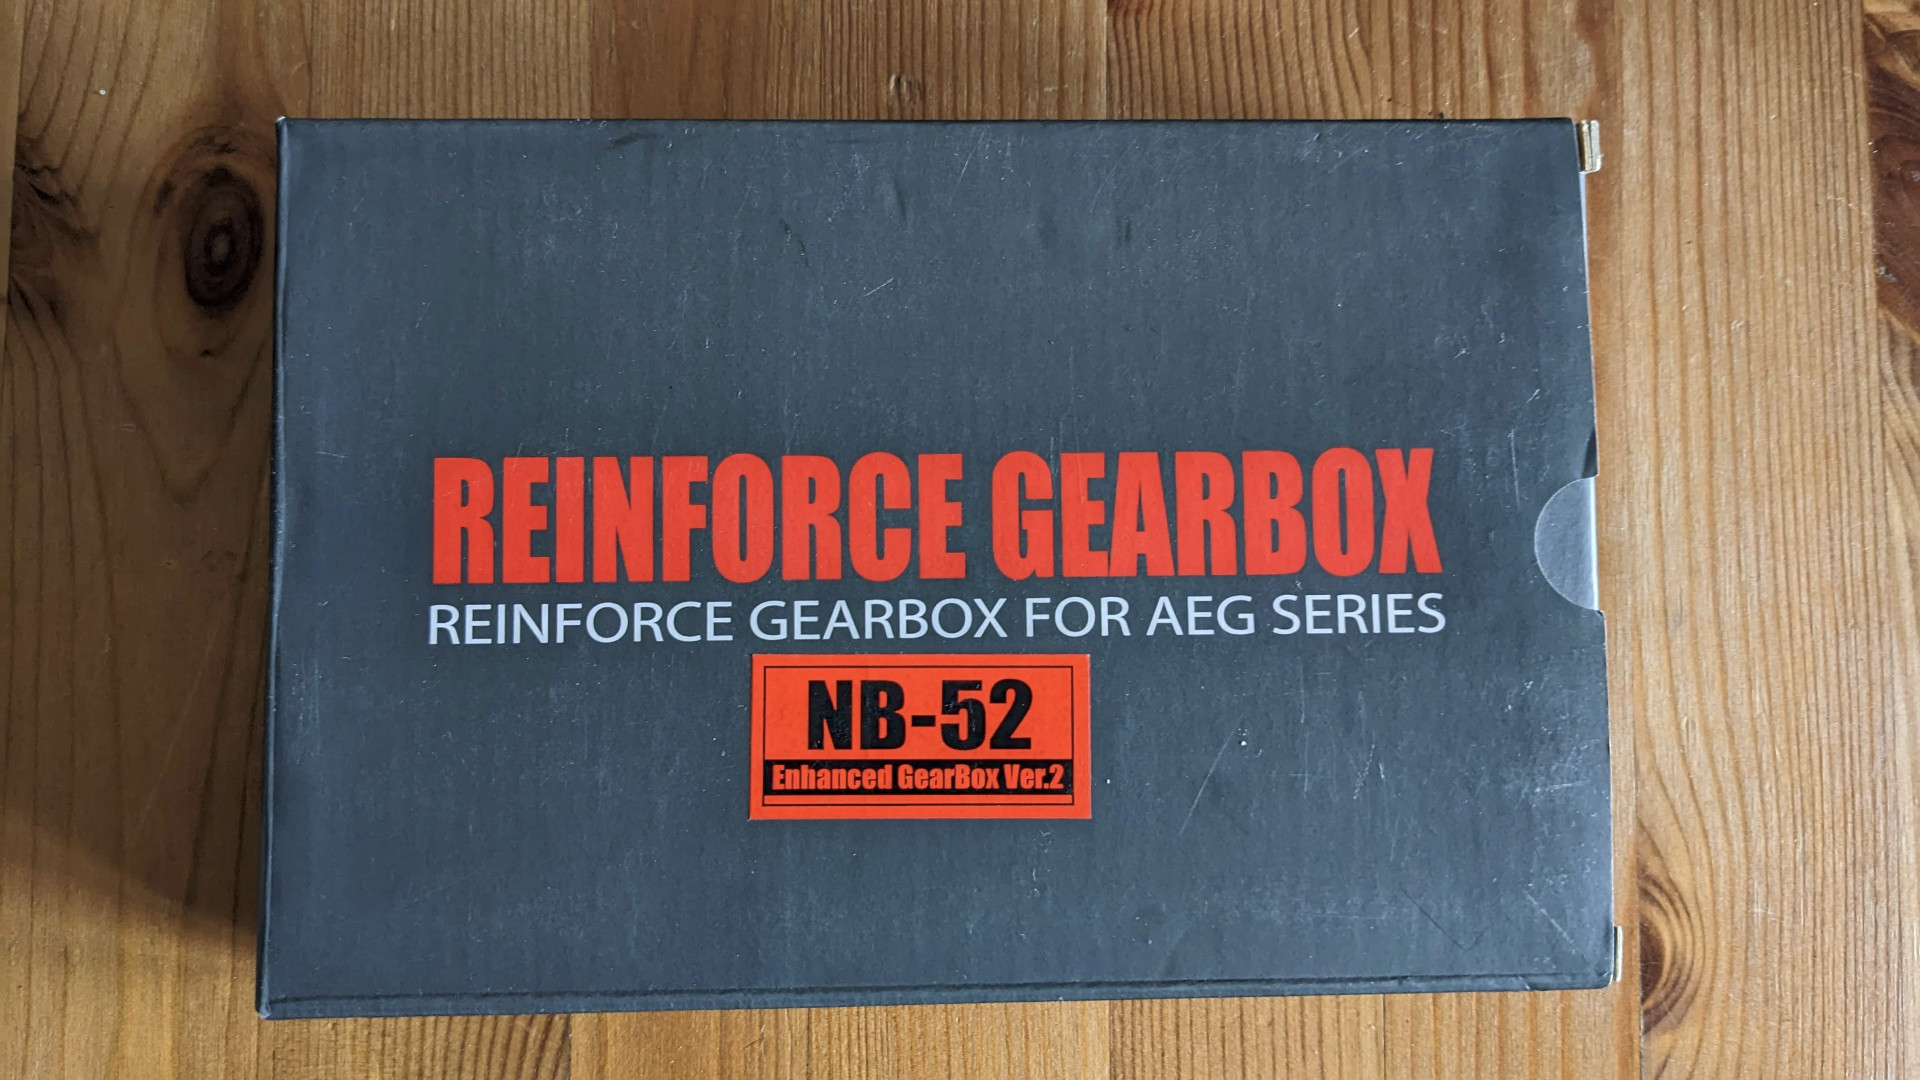 REINFORCE GEARBOX
REINFORCE GEARBOX FOR AEG SERIES
NB-52
Enhanced GearBox Ver.2